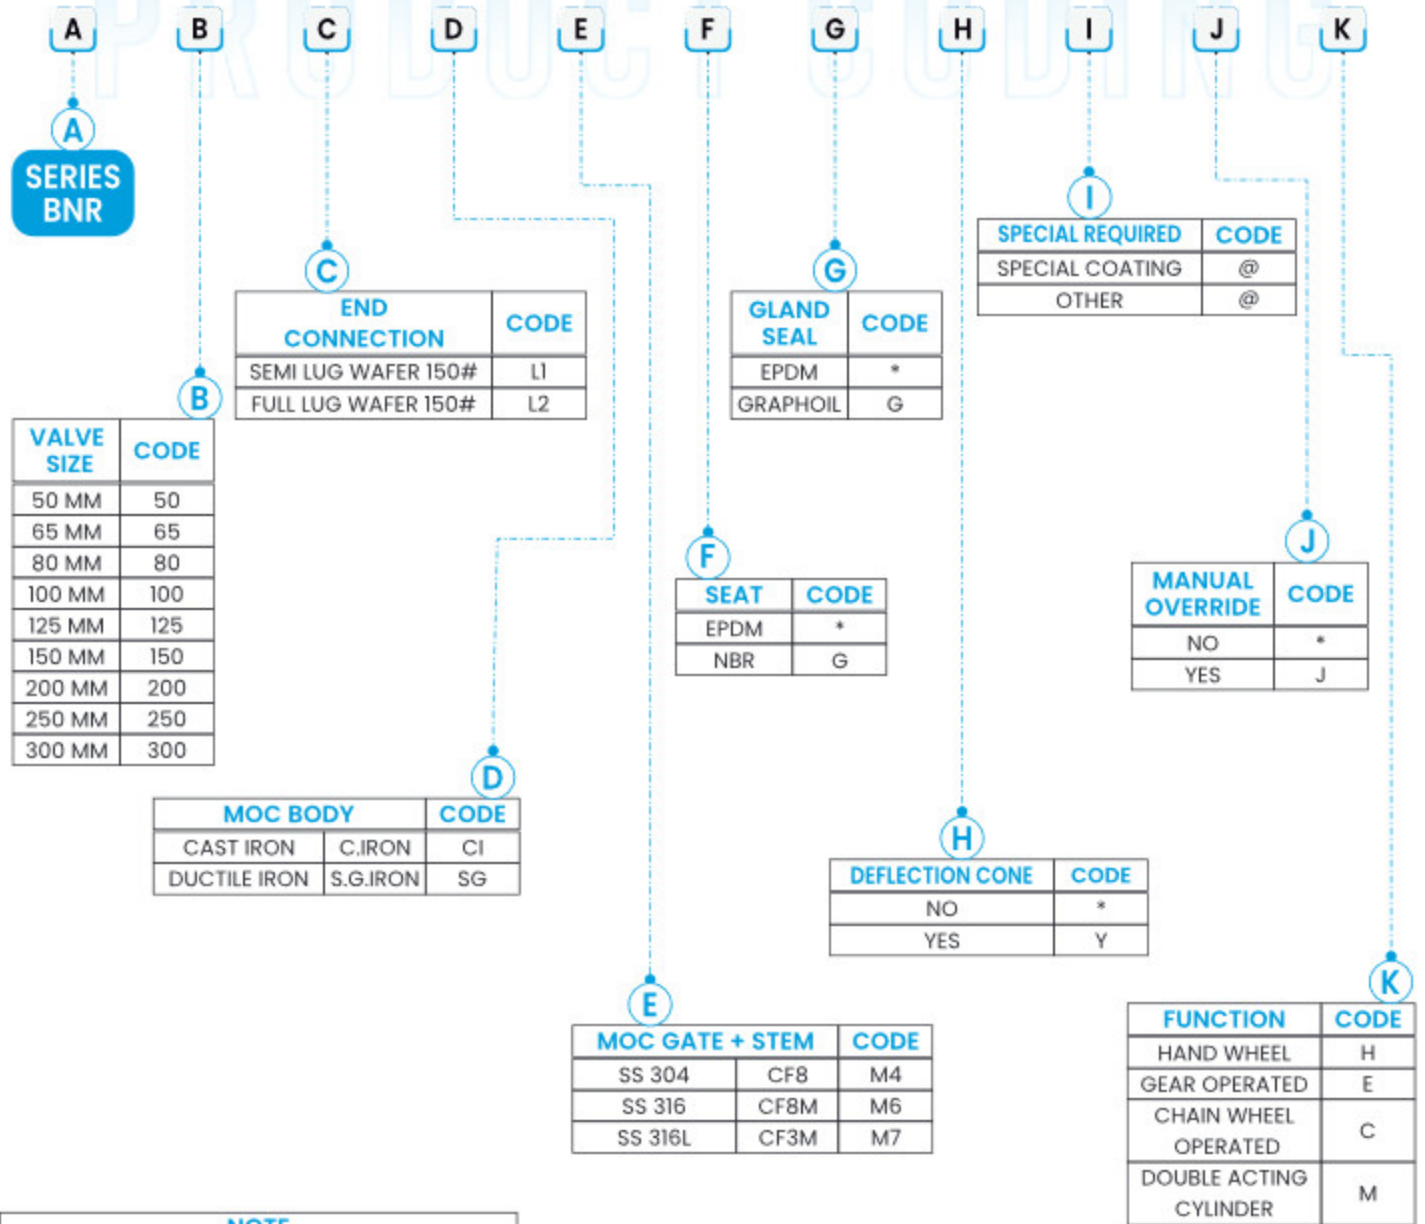 PRODUCT CODING
A B C D E F G H I J K
A
SERIES
BNR
I
SPECIAL REQUIRED CODE
SPECIAL COATING @
OTHER @
C
END
CONNECTION CODE
SEMI LUG WAFER 150# L1
FULL LUG WAFER 150# L2
G
GLAND
SEAL CODE
EPDM *
GRAPHOIL G
B
VALVE
SIZE CODE
50 MM 50
65 MM 65
80 MM 80
100 MM 100
125 MM 125
150 MM 150
200 MM 200
250 MM 250
300 MM 300
F
SEAT CODE
EPDM *
NBR G
J
MANUAL
OVERRIDE CODE
NO *
YES J
D
MOC BODY CODE
CAST IRON C.IRON CI
DUCTILE IRON S.G.IRON SG
H
DEFLECTION CONE CODE
NO *
YES Y
E
MOC GATE + STEM CODE
SS 304 CF8 M4
SS 316 CF8M M6
SS 316L CF3M M7
K
FUNCTION CODE
HAND WHEEL H
GEAR OPERATED E
CHAIN WHEEL
OPERATED C
DOUBLE ACTING
CYLINDER M
NOTE